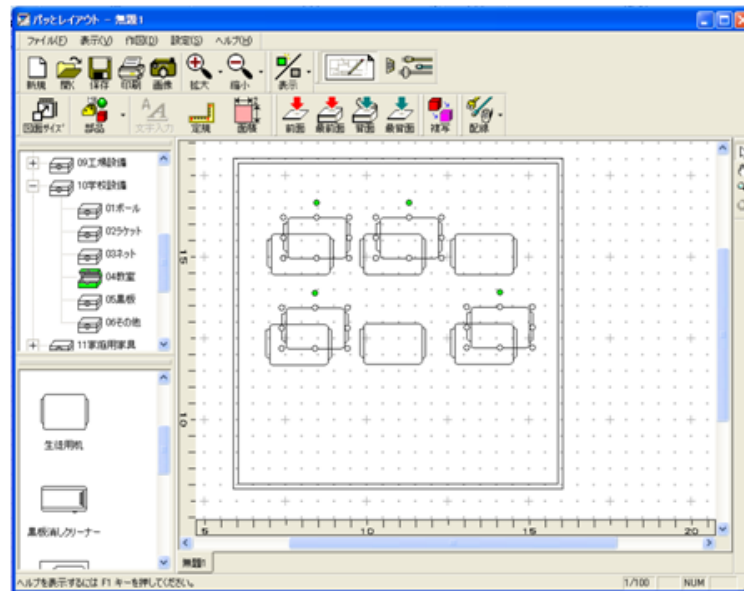 パッとレイアウト - 無題1
ファイル(F) 表示(V) 作図(D) 設定(S) ヘルプ(H)
新規 開く 保存 印刷 画像 拡大 縮小 表示
図面サイズ 部品 文字入力 定規 面積 前面 最前面 背面 最背面 複写 配線
09工場設備
10学校設備
01ボール
02ラケット
03ネット
04教室
05黒板
06その他
11家庭用家具
生徒用机
黒板消しクリーナー
15
10
5 10 15 20
無題1
ヘルプを表示するには F1 キーを押してください。
1/100 NUM